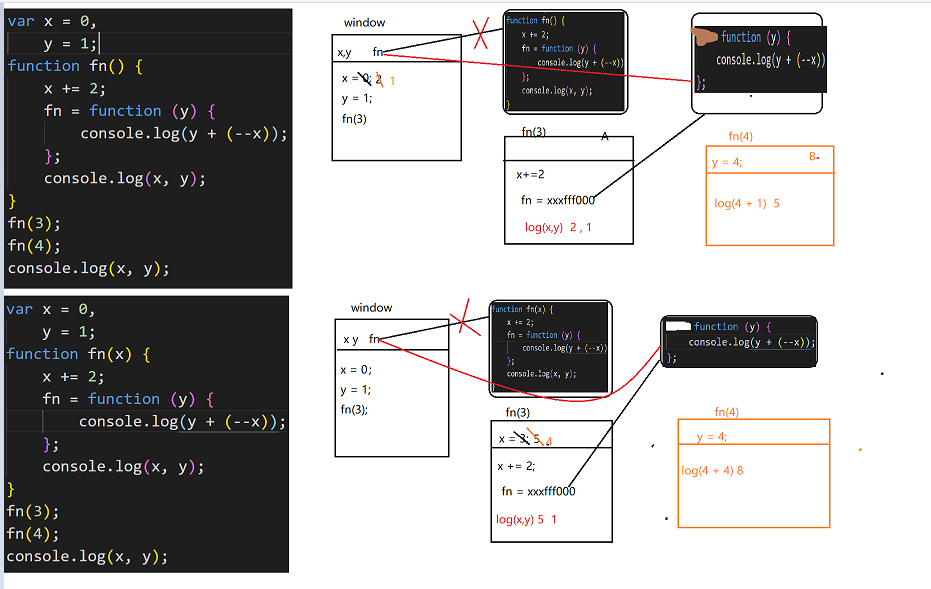 var x = 0,
y = 1;
function fn() {
x += 2;
fn = function (y) {
console.log(y + (--x));
};
console.log(x, y);
}
fn(3);
fn(4);
console.log(x, y);
window
x,y fn
x = 0; 2 1
y = 1;
fn(3)
function fn() {
x += 2;
fn = function (y) {
console.log(y + (--x))
};
console.log(x, y);
}
function (y) {
console.log(y + (--x))
};
fn(3) A
x+=2
fn = xxxfff000
log(x,y) 2 , 1
fn(4)
y = 4; B
log(4 + 1) 5
var x = 0,
y = 1;
function fn(x) {
x += 2;
fn = function (y) {
console.log(y + (--x));
};
console.log(x, y);
}
fn(3);
fn(4);
console.log(x, y);
window
x y fn
x = 0;
y = 1;
fn(3);
function fn(x) {
x += 2;
fn = function (y) {
console.log(y + (--x))
};
console.log(x, y);
}
function (y) {
console.log(y + (--x));
};
fn(3)
x = 3; 5 4
x += 2;
fn = xxxfff000
log(x,y) 5 1
fn(4)
y = 4;
log(4 + 4) 8